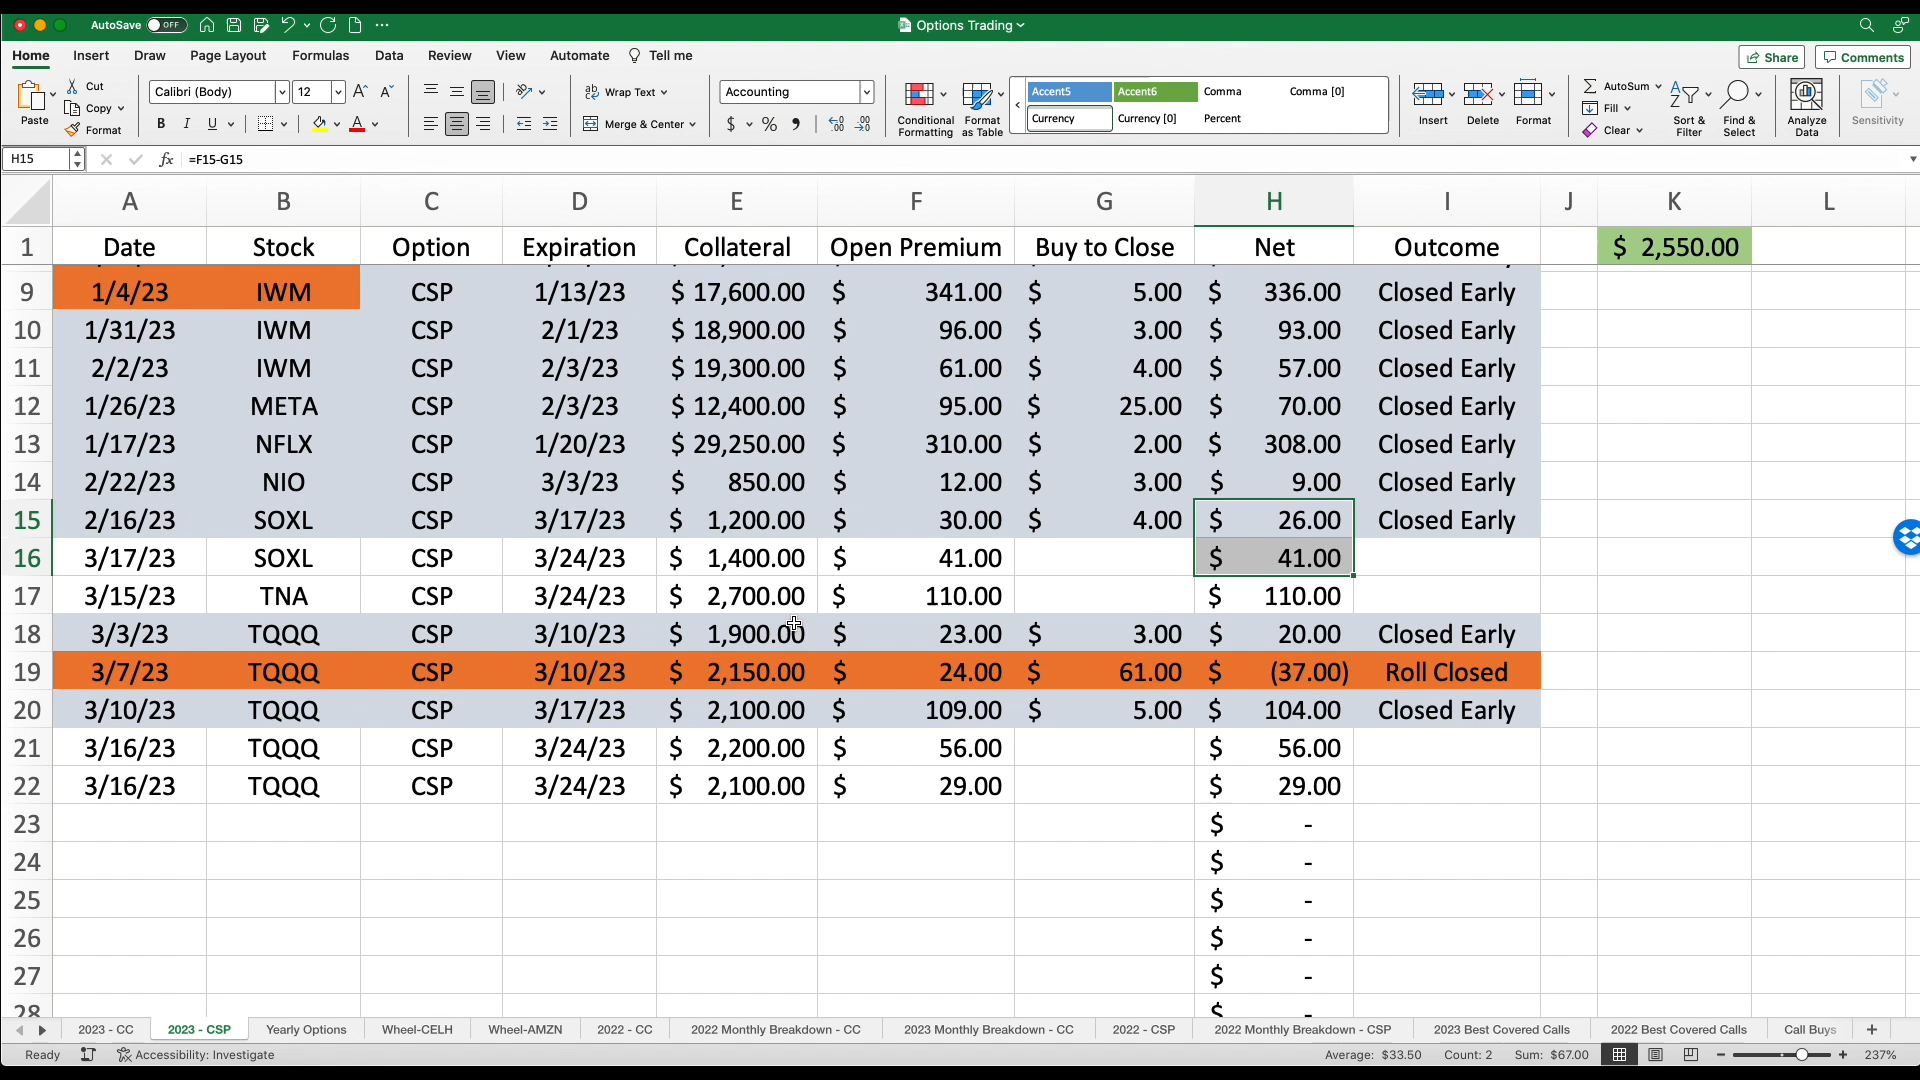 AutoSave OFF Options Trading
Home Insert Draw Page Layout Formulas Data Review View Automate Tell me Share Comments
Paste Cut Copy Format
Calibri (Body) 12 A A
B I U A
Wrap Text
Merge & Center
Accounting
$ % 9
Conditional Formatting Format as Table
Accent5 Accent6 Comma Comma [0]
Currency Currency [0] Percent
Insert Delete Format
AutoSum Fill Clear
Sort & Filter Find & Select Analyze Data Sensitivity
H15 fx =F15-G15
A B C D E F G H I J K L
1 Date Stock Option Expiration Collateral Open Premium Buy to Close Net Outcome $ 2,550.00
9 1/4/23 IWM CSP 1/13/23 $ 17,600.00 $ 341.00 $ 5.00 $ 336.00 Closed Early
10 1/31/23 IWM CSP 2/1/23 $ 18,900.00 $ 96.00 $ 3.00 $ 93.00 Closed Early
11 2/2/23 IWM CSP 2/3/23 $ 19,300.00 $ 61.00 $ 4.00 $ 57.00 Closed Early
12 1/26/23 META CSP 2/3/23 $ 12,400.00 $ 95.00 $ 25.00 $ 70.00 Closed Early
13 1/17/23 NFLX CSP 1/20/23 $ 29,250.00 $ 310.00 $ 2.00 $ 308.00 Closed Early
14 2/22/23 NIO CSP 3/3/23 $ 850.00 $ 12.00 $ 3.00 $ 9.00 Closed Early
15 2/16/23 SOXL CSP 3/17/23 $ 1,200.00 $ 30.00 $ 4.00 $ 26.00 Closed Early
16 3/17/23 SOXL CSP 3/24/23 $ 1,400.00 $ 41.00 $ 41.00
17 3/15/23 TNA CSP 3/24/23 $ 2,700.00 $ 110.00 $ 110.00
18 3/3/23 TQQQ CSP 3/10/23 $ 1,900.00 $ 23.00 $ 3.00 $ 20.00 Closed Early
19 3/7/23 TQQQ CSP 3/10/23 $ 2,150.00 $ 24.00 $ 61.00 $ (37.00) Roll Closed
20 3/10/23 TQQQ CSP 3/17/23 $ 2,100.00 $ 109.00 $ 5.00 $ 104.00 Closed Early
21 3/16/23 TQQQ CSP 3/24/23 $ 2,200.00 $ 56.00 $ 56.00
22 3/16/23 TQQQ CSP 3/24/23 $ 2,100.00 $ 29.00 $ 29.00
23 $ -
24 $ -
25 $ -
26 $ -
27 $ -
28 $ -
2023 - CC 2023 - CSP Yearly Options Wheel-CELH Wheel-AMZN 2022 - CC 2022 Monthly Breakdown - CC 2023 Monthly Breakdown - CC 2022 - CSP 2022 Monthly Breakdown - CSP 2023 Best Covered Calls 2022 Best Covered Calls Call Buys +
Ready Accessibility: Investigate Average: $33.50 Count: 2 Sum: $67.00 237%